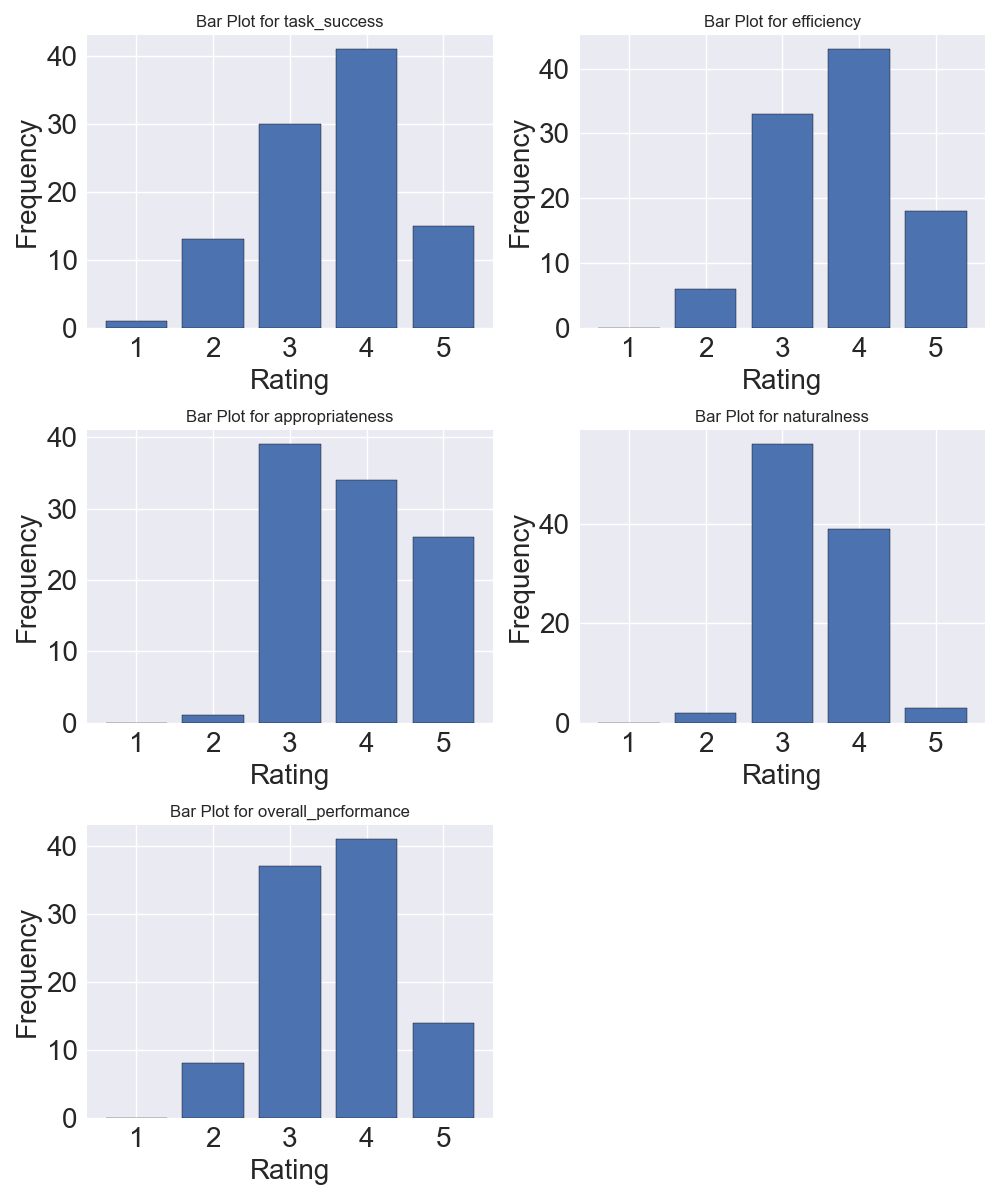 Bar Plot for task_success
Frequency
40
30
20
10
0
1 2 3 4 5
Rating
Bar Plot for efficiency
Frequency
40
30
20
10
0
1 2 3 4 5
Rating
Bar Plot for appropriateness
Frequency
40
30
20
10
0
1 2 3 4 5
Rating
Bar Plot for naturalness
Frequency
40
20
0
1 2 3 4 5
Rating
Bar Plot for overall_performance
Frequency
40
30
20
10
0
1 2 3 4 5
Rating